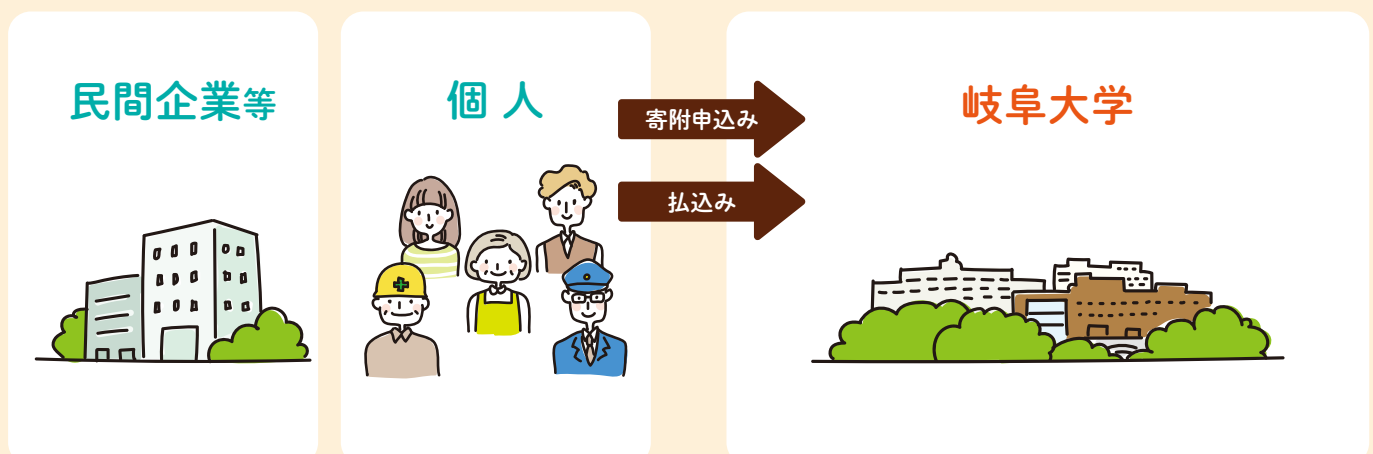 民間企業等
個人
寄附申込み
払込み
岐阜大学